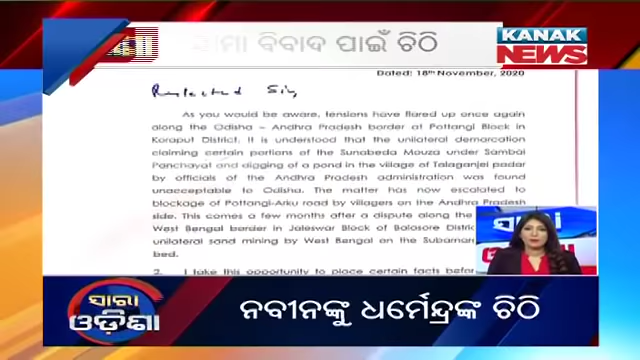 ସୀମା ବିବାଦ ପାଇଁ ଚିଠି
KANAK
NEWS
Dated: 18th November, 2020
Respected Sir,
As you would be aware, tensions have flared up once again
along the Odisha – Andhra Pradesh border at Pottangi Block in
Koraput District. It is understood that the unilateral demarcation
claiming certain portions of the Sunabeda Mauza under Sambai
Panchayat and digging of a pond in the village of Talaganjei padar
by officials of the Andhra Pradesh administration was found
unacceptable to Odisha. The matter has now escalated to
blockage of Pottangi-Arku road by villagers on the Andhra Pradesh
side. This comes a few months after a dispute along the
West Bengal border in Jaleswar Block of Balasore Distric
unilateral sand mining by West Bengal on the Subarnar
bed.
2. I take this opportunity to place certain facts befor
ସାରା
ସାରା
ଓଡ଼ିଶା
ନବୀନଙ୍କୁ ଧର୍ମେନ୍ଦ୍ରଙ୍କ ଚିଠି